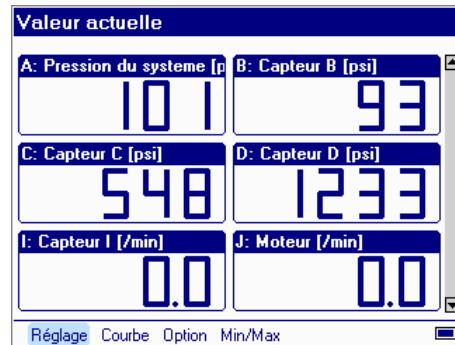 Valeur actuelle
A: Pression du systeme [p
B: Capteur B [psi]
101
93
C: Capteur C [psi]
D: Capteur D [psi]
548
1233
I: Capteur I [/min]
J: Moteur [/min]
0.0
0.0
Réglage Courbe Option Min/Max